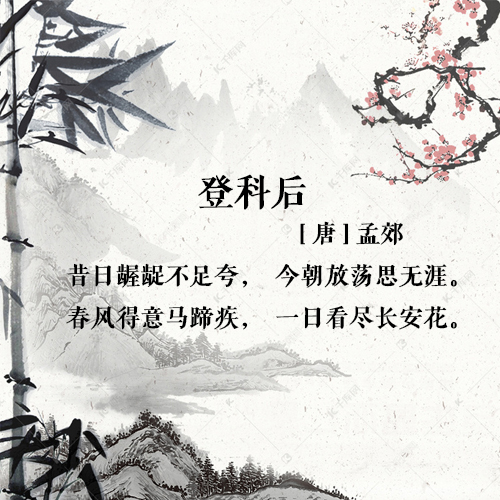 登科后
[唐]孟郊
昔日龌龊不足夸， 今朝放荡思无涯。
春风得意马蹄疾， 一日看尽长安花。